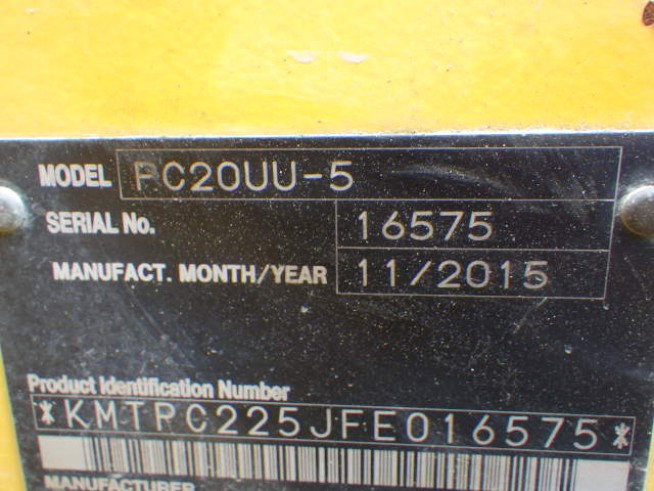 MODEL PC20UU-5
SERIAL No. 16575
MANUFACT. MONTH/YEAR 11/2015
Product Identification Number
*KMTPC225JFE016575*
MANUFACTURER